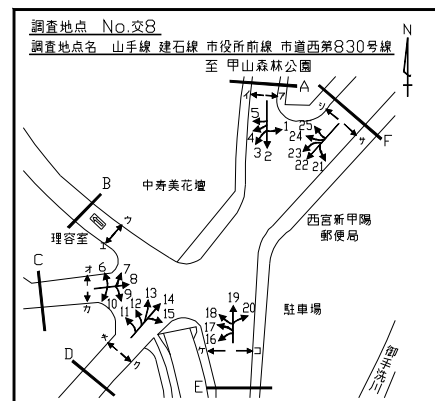 調査地点 No.交8
調査地点名 山手線 建石線 市役所前線 市道西第830号線
至 甲山森林公園
N
A
イ ア
シ
サ
F
5
4
3 2
1
25
24
23
22 21
B
中寿美花壇
ウ
エ
理容室
西宮新甲陽
郵便局
C
オ
カ
6 7
8
9
10
11
12
13
14
15
19
18
17
16
20
駐車場
キ
ク
ケ コ
D
E
御手洗川